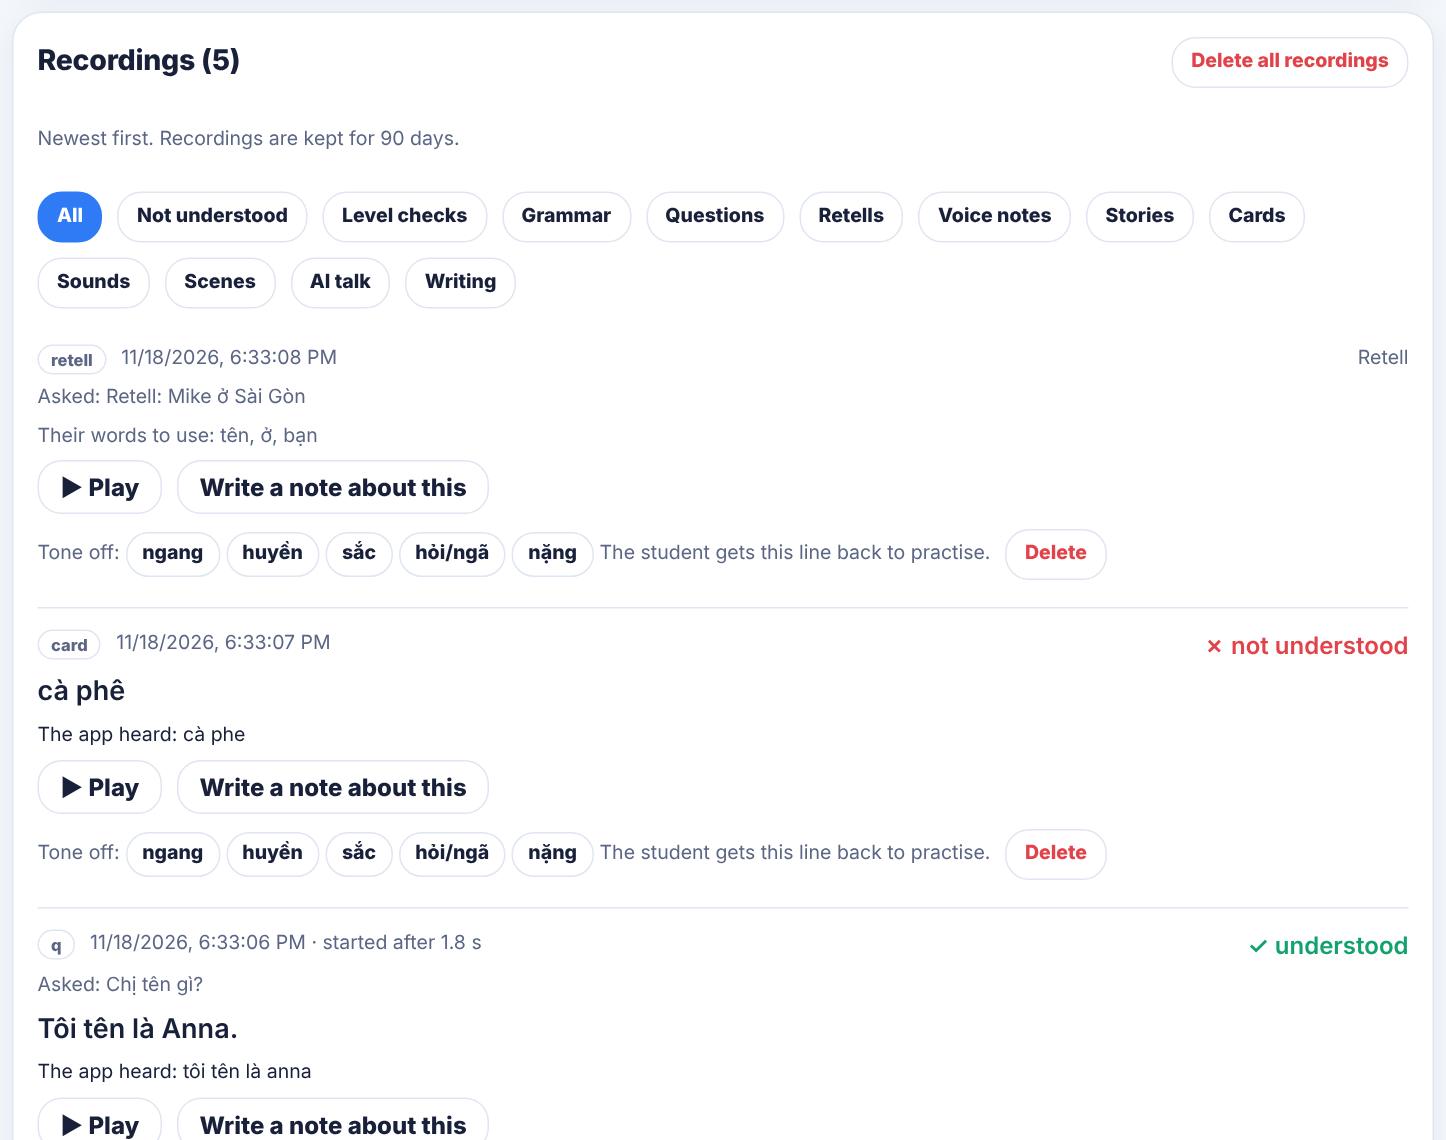 Recordings (5)
Delete all recordings
Newest first. Recordings are kept for 90 days.
All Not understood Level checks Grammar Questions Retells Voice notes Stories Cards
Sounds Scenes AI talk Writing
retell 11/18/2026, 6:33:08 PM Retell
Asked: Retell: Mike ở Sài Gòn
Their words to use: tên, ở, bạn
▶ Play Write a note about this
Tone off: ngang huyền sắc hỏi/ngã nặng The student gets this line back to practise. Delete
card 11/18/2026, 6:33:07 PM × not understood
cà phê
The app heard: cà phe
▶ Play Write a note about this
Tone off: ngang huyền sắc hỏi/ngã nặng The student gets this line back to practise. Delete
q 11/18/2026, 6:33:06 PM · started after 1.8 s ✓ understood
Asked: Chị tên gì?
Tôi tên là Anna.
The app heard: tôi tên là anna
▶ Play Write a note about this